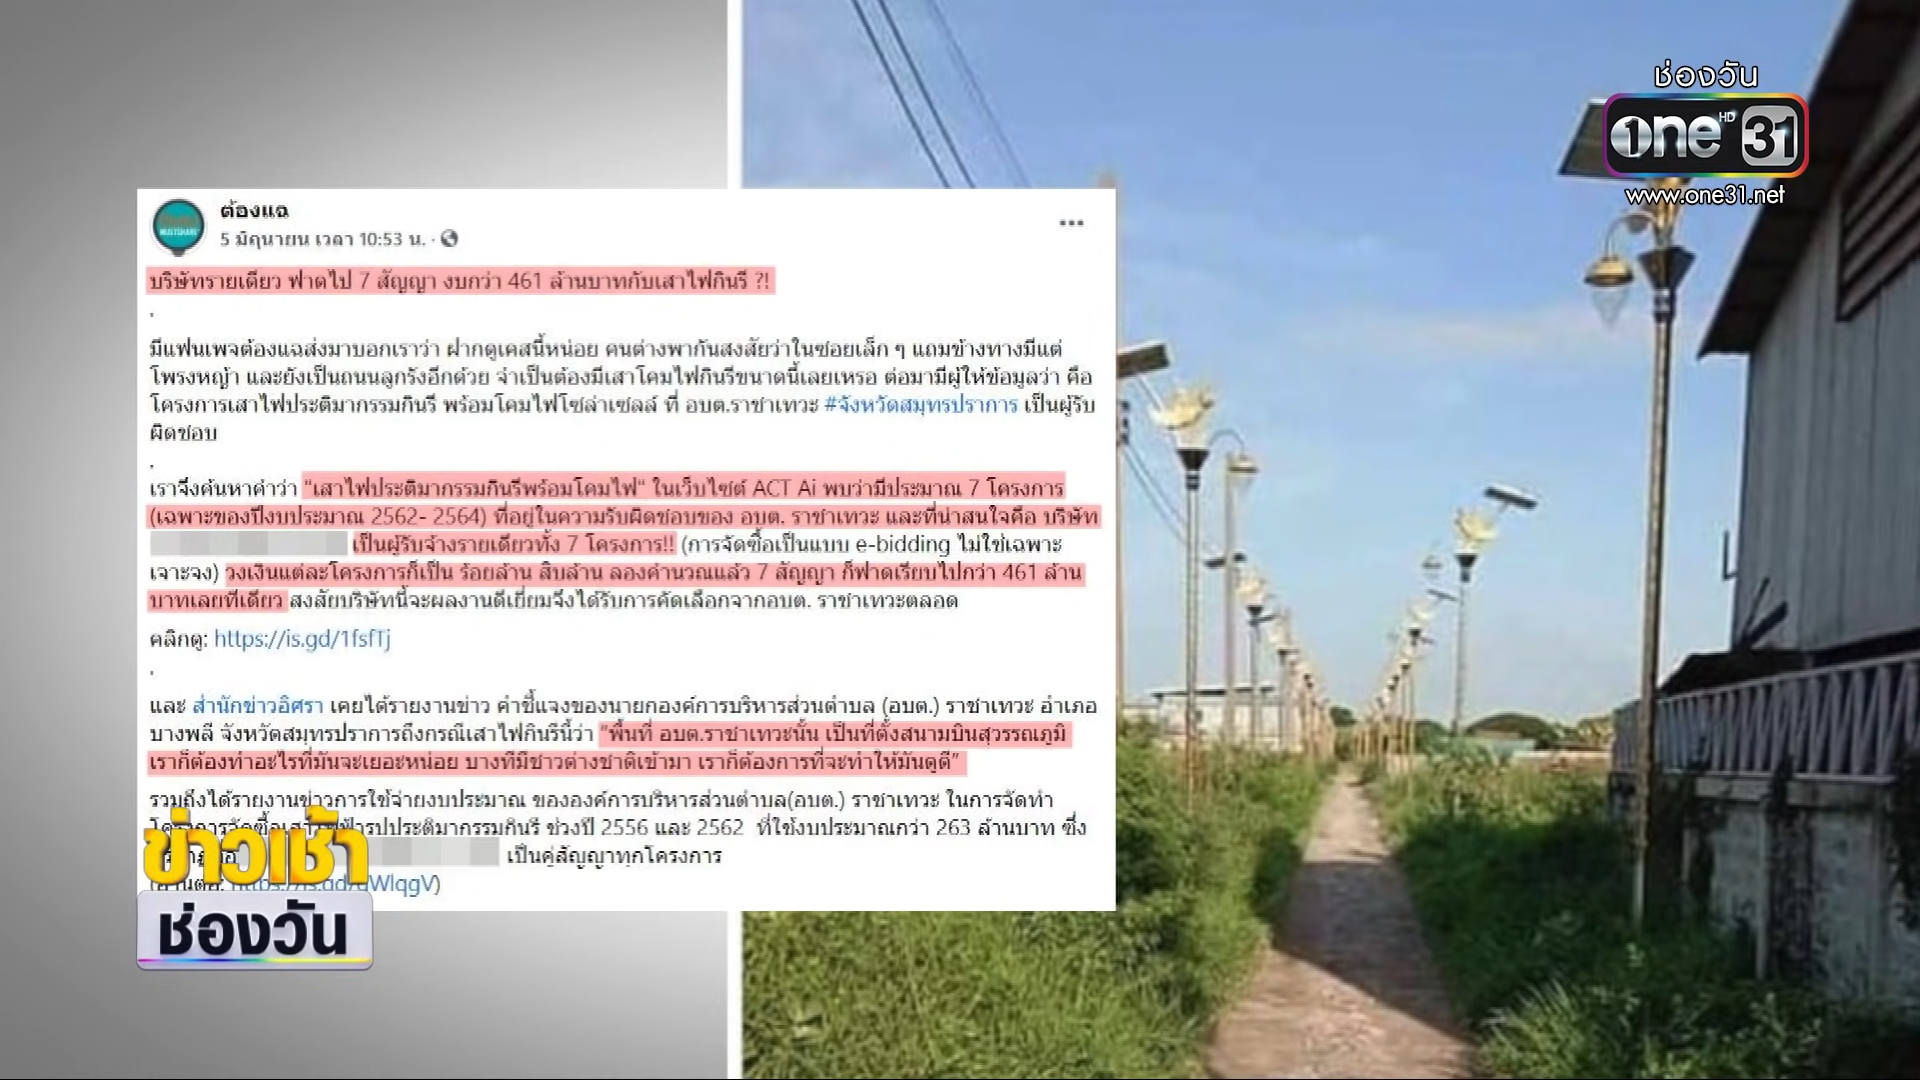 ช่องวัน
one HD 31
www.one31.net
ต้องแฉ
5 มิถุนายน เวลา 10:53 น.
บริษัทรายเดียว ฟาดไป 7 สัญญา งบกว่า 461 ล้านบาทกับเสาไฟกินรี ?!
.
มีแฟนเพจต้องแฉส่งมาบอกเราว่า ฝากดูเคสนี้หน่อย คนต่างพากันสงสัยว่าในซอยเล็ก ๆ แถมข้างทางมีแต่
โพรงหญ้า และยังเป็นถนนลูกรังอีกด้วย จำเป็นต้องมีเสาโคมไฟกินรีขนาดนี้เลยเหรอ ต่อมามีผู้ให้ข้อมูลว่า คือ
โครงการเสาไฟประติมากรรมกินรี พร้อมโคมไฟโซล่าเซลล์ ที่ อบต.ราชาเทวะ #จังหวัดสมุทรปราการ เป็นผู้รับ
ผิดชอบ
.
เราจึงค้นหาคำว่า "เสาไฟประติมากรรมกินรีพร้อมโคมไฟ" ในเว็บไซต์ ACT Ai พบว่ามีประมาณ 7 โครงการ
(เฉพาะของปีงบประมาณ 2562- 2564) ที่อยู่ในความรับผิดชอบของ อบต. ราชาเทวะ และที่น่าสนใจคือ บริษัท
เป็นผู้รับจ้างรายเดียวทั้ง 7 โครงการ!! (การจัดซื้อเป็นแบบ e-bidding ไม่ใช่เฉพาะ
เจาะจง) วงเงินแต่ละโครงการก็เป็น ร้อยล้าน สิบล้าน ลองคำนวณแล้ว 7 สัญญา ก็ฟาดเรียบไปกว่า 461 ล้าน
บาทเลยทีเดียว สงสัยบริษัทนี้จะผลงานดีเยี่ยมจึงได้รับการคัดเลือกจากอบต. ราชาเทวะตลอด
คลิกดู: https://is.gd/1fsfTj
.
และ สำนักข่าวอิศรา เคยได้รายงานข่าว คำชี้แจงของนายกองค์การบริหารส่วนตำบล (อบต.) ราชาเทวะ อำเภอ
บางพลี จังหวัดสมุทรปราการถึงกรณีเสาไฟกินรีนี้ว่า "พื้นที่ อบต.ราชาเทวะนั้น เป็นที่ตั้งสนามบินสุวรรณภูมิ
เราก็ต้องทำอะไรที่มันจะเยอะหน่อย บางทีมีชาวต่างชาติเข้ามา เราก็ต้องการที่จะทำให้มันดูดี"
รวมถึงได้รายงานข่าวการใช้จ่ายงบประมาณ ขององค์การบริหารส่วนตำบล(อบต.) ราชาเทวะ ในการจัดทำ
โครงการจัดซื้อเสาไฟฟ้ารูปประติมากรรมกินรี ช่วงปี 2556 และ 2562 ที่ใช้งบประมาณกว่า 263 ล้านบาท ซึ่ง
เป็นคู่สัญญาทุกโครงการ
ข่าวเช้า
ช่องวัน